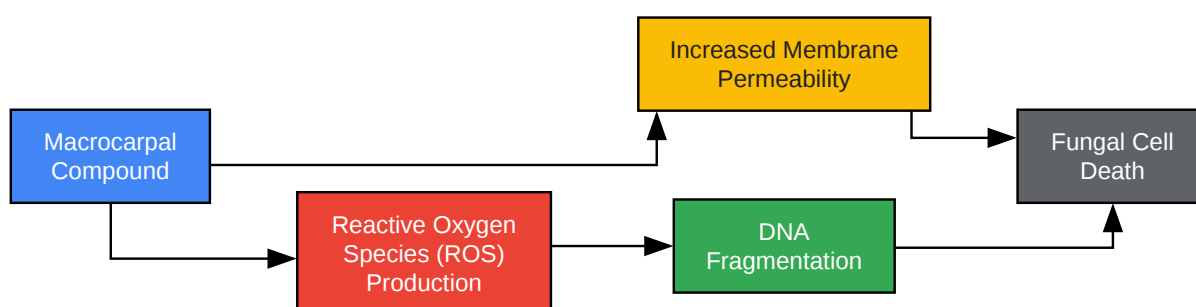 Increased Membrane
Permeability
Macrocarpal
Compound
Fungal Cell
Death
Reactive Oxygen
Species (ROS)
Production
DNA
Fragmentation